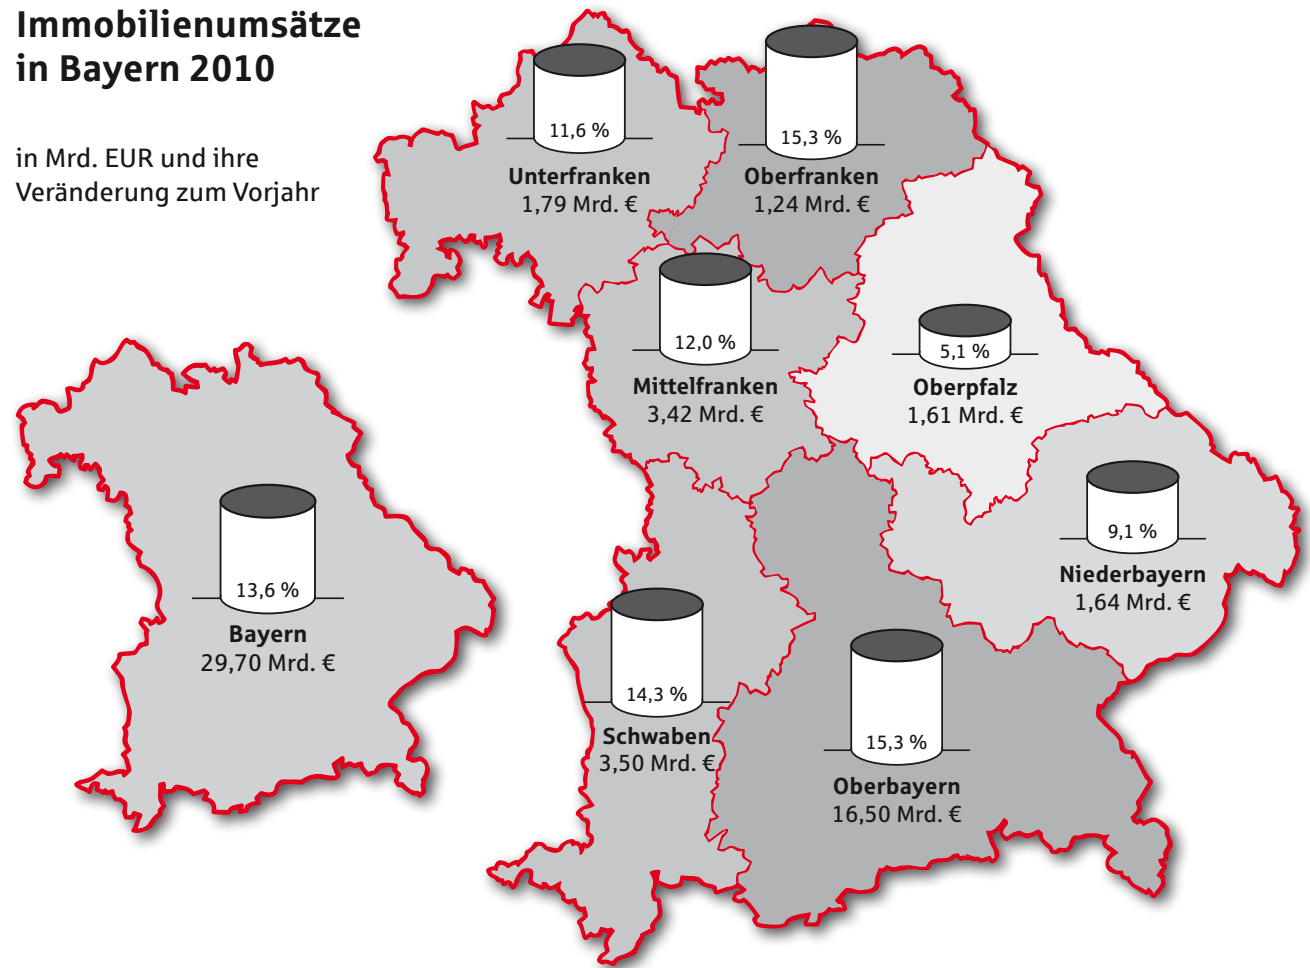 Immobilienumsätze
in Bayern 2010
in Mrd. EUR und ihre
Veränderung zum Vorjahr
11,6 %
Unterfranken
1,79 Mrd. €
15,3 %
Oberfranken
1,24 Mrd. €
12,0 %
Mittelfranken
3,42 Mrd. €
5,1 %
Oberpfalz
1,61 Mrd. €
9,1 %
Niederbayern
1,64 Mrd. €
13,6 %
Bayern
29,70 Mrd. €
14,3 %
Schwaben
3,50 Mrd. €
15,3 %
Oberbayern
16,50 Mrd. €